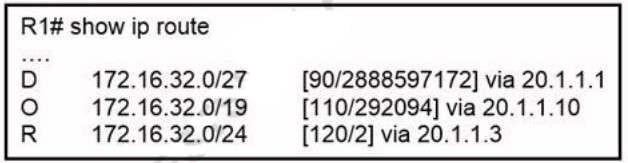 R1# show ip route
....
D 172.16.32.0/27 [90/2888597172] via 20.1.1.1
O 172.16.32.0/19 [110/292094] via 20.1.1.10
R 172.16.32.0/24 [120/2] via 20.1.1.3